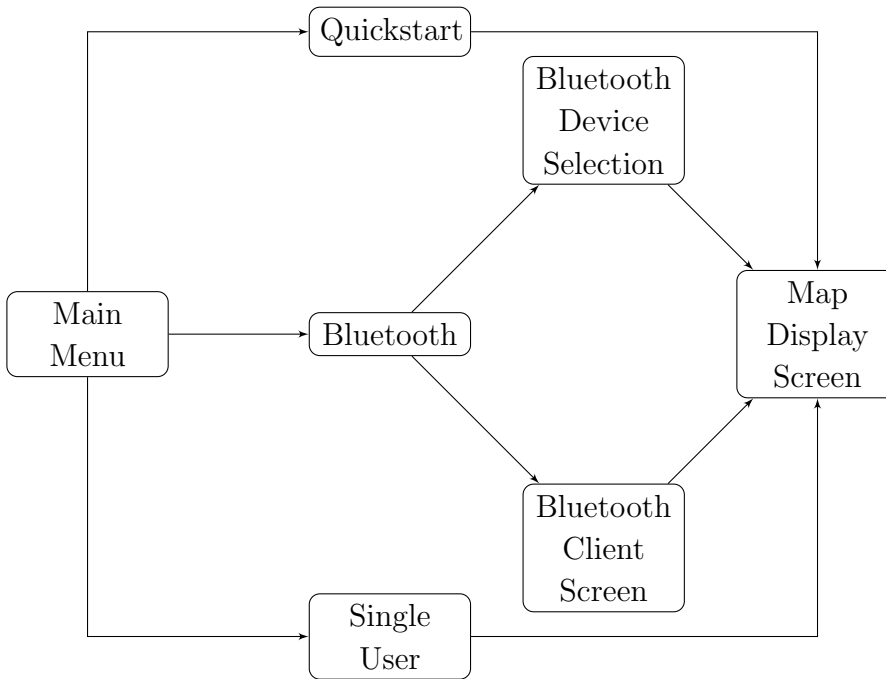 Quickstart
Bluetooth
Device
Selection
Main
Menu
Bluetooth
Map
Display
Screen
Bluetooth
Client
Screen
Single
User